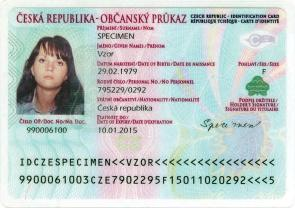 ČESKÁ REPUBLIKA - OBČANSKÝ PRŮKAZ
CZECH REPUBLIC - IDENTIFICATION CARD
RÉPUBLIQUE TCHÈQUE - CARTE D'IDENTITÉ
PŘÍJMENÍ/SURNAME/NOM
SPECIMEN
JMÉNO/GIVEN NAMES/PRÉNOM
Vzor
DATUM NAROZENÍ/DATE OF BIRTH/DATE DE NAISSANCE
29.02.1979
POHLAVÍ/SEX/SEXE
F
RODNÉ ČÍSLO/PERSONAL NO./NO PERSONNEL
795229/0292
STÁTNÍ OBČANSTVÍ/NATIONALITY/NATIONALITÉ
Česká republika
ČÍSLO OP/DOC NO/NO DOC.
990006100
PLATNOST DO
DATE OF EXPIRY/DATE D'EXPIRATION
10.01.2015
PODPIS DRŽITELE/
HOLDER'S SIGNATURE/
SIGNATURE DU TITULAIRE
Specimen
IDCZESPECIMEN<<VZOR<<<<<<<<<<<<<<<<<
9900061003CZE7902295F15011020292<<<5